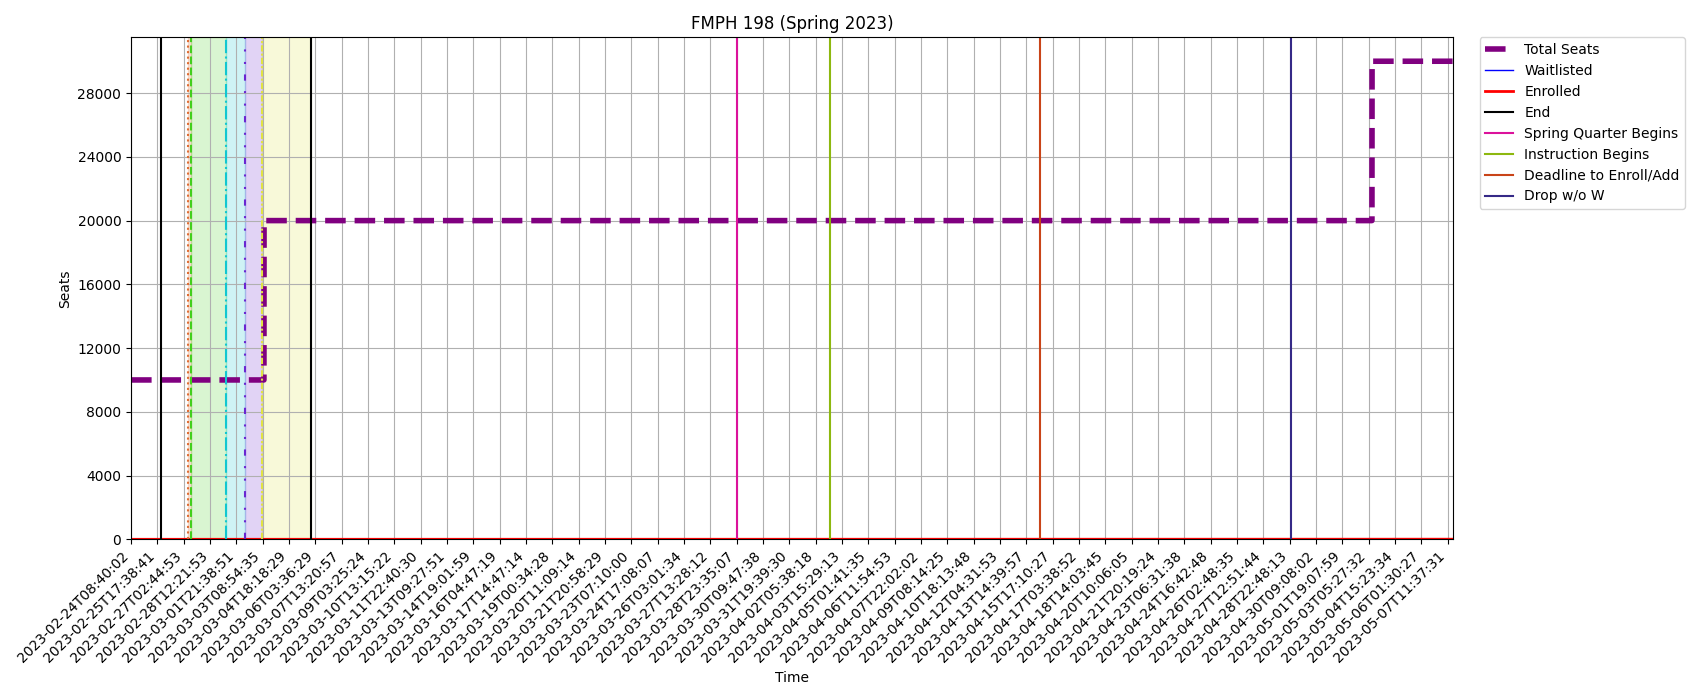 FMPH 198 (Spring 2023)
Total Seats
Waitlisted
Enrolled
End
Spring Quarter Begins
Instruction Begins
Deadline to Enroll/Add
Drop w/o W
Seats
28000
24000
20000
16000
12000
8000
4000
0
2023-02-24T08:40:02
2023-02-25T17:38:41
2023-02-27T02:44:53
2023-02-28T12:21:53
2023-03-01T21:38:51
2023-03-03T08:54:35
2023-03-04T18:18:29
2023-03-06T03:36:29
2023-03-07T13:20:57
2023-03-09T03:25:24
2023-03-10T13:15:22
2023-03-11T22:40:30
2023-03-13T09:27:51
2023-03-14T19:01:59
2023-03-16T04:47:19
2023-03-17T14:47:14
2023-03-19T00:34:28
2023-03-20T11:09:14
2023-03-21T20:58:29
2023-03-23T07:10:00
2023-03-24T17:08:07
2023-03-26T03:01:34
2023-03-27T13:28:12
2023-03-28T23:35:07
2023-03-30T09:47:38
2023-03-31T19:39:30
2023-04-02T05:38:18
2023-04-03T15:29:13
2023-04-05T01:41:35
2023-04-06T11:54:53
2023-04-07T22:02:02
2023-04-09T08:14:25
2023-04-10T18:13:48
2023-04-12T04:31:53
2023-04-13T14:39:57
2023-04-15T17:10:27
2023-04-17T03:38:52
2023-04-18T14:03:45
2023-04-20T10:06:05
2023-04-21T20:19:24
2023-04-23T06:31:38
2023-04-24T16:42:48
2023-04-26T02:48:35
2023-04-27T12:51:44
2023-04-28T22:48:13
2023-04-30T09:08:02
2023-05-01T19:07:59
2023-05-03T05:27:32
2023-05-04T15:23:34
2023-05-06T01:30:27
2023-05-07T11:37:31
Time